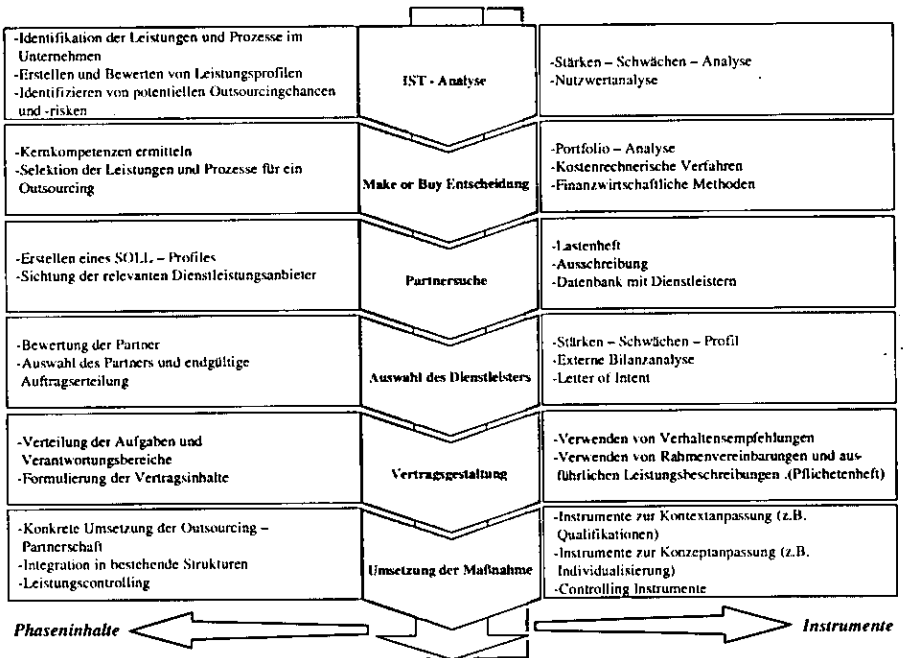 -Identifikation der Leistungen und Prozesse im
Unternehmen
-Erstellen und Bewerten von Leistungsprofilen
-Identifizieren von potentiellen Outsourcingchancen
und -risken
IST - Analyse
-Stärken – Schwächen – Analyse
-Nutzwertanalyse
-Kernkompetenzen ermitteln
-Selektion der Leistungen und Prozesse für ein
Outsourcing
Make or Buy Entscheidung
-Portfolio – Analyse
-Kostenrechnerische Verfahren
-Finanzwirtschaftliche Methoden
-Erstellen eines SOLL – Profiles
-Sichtung der relevanten Dienstleistungsanbieter
Partnersuche
-Lastenheft
-Ausschreibung
-Datenbank mit Dienstleistern
-Bewertung der Partner
-Auswahl des Partners und endgültige
Auftragserteilung
Auswahl des Dienstleisters
-Stärken – Schwächen – Profil
-Externe Bilanzanalyse
-Letter of Intent
-Verteilung der Aufgaben und
Verantwortungsbereiche
-Formulierung der Vertragsinhalte
Vertragsgestaltung
-Verwenden von Verhaltensempfehlungen
-Verwenden von Rahmenvereinbarungen und aus-
führlichen Leistungsbeschreibungen .(Pflichetenheft)
-Konkrete Umsetzung der Outsourcing –
Partnerschaft
-Integration in bestehende Strukturen
-Leistungscontrolling
Umsetzung der Maßnahme
-Instrumente zur Kontextanpassung (z.B.
Qualifikationen)
-Instrumente zur Konzeptanpassung (z.B.
Individualisierung)
-Controlling Instrumente
Phaseninhalte
Instrumente